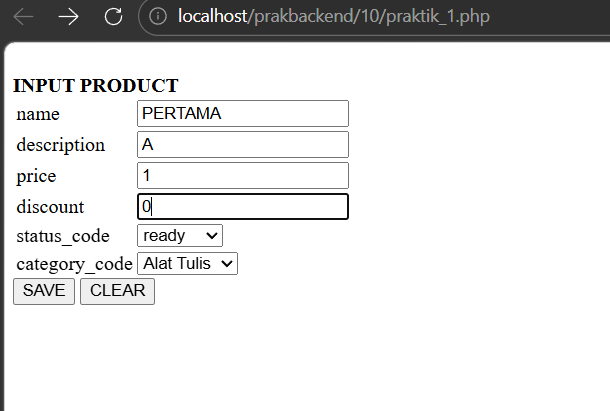 localhost/prakbackend/10/praktik_1.php
INPUT PRODUCT
name PERTAMA
description A
price 1
discount 0
status_code ready
category_code Alat Tulis
SAVE CLEAR